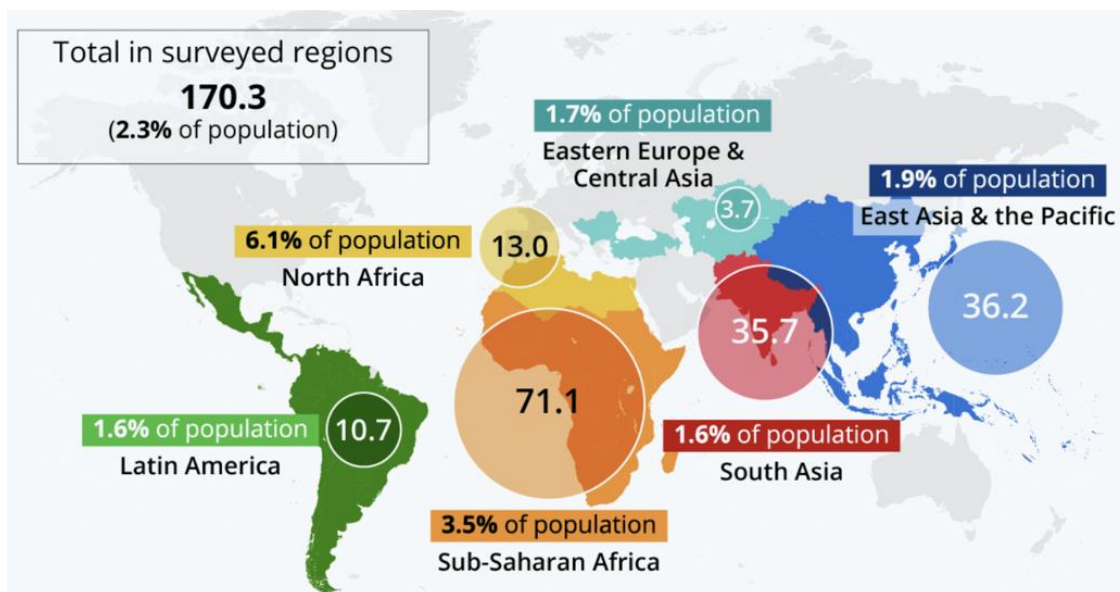 Total in surveyed regions
170.3
(2.3% of population)
1.7% of population
Eastern Europe &
Central Asia
3.7
1.9% of population
East Asia & the Pacific
36.2
6.1% of population
North Africa
13.0
35.7
1.6% of population
South Asia
71.1
3.5% of population
Sub-Saharan Africa
1.6% of population
Latin America
10.7